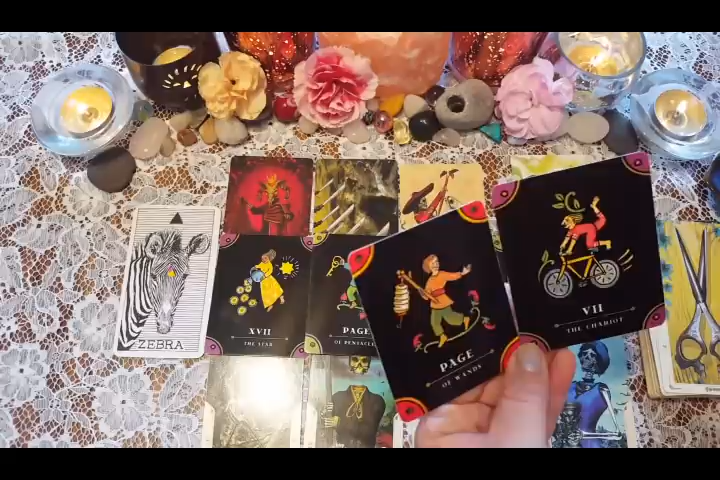 ZEBRA
XVII
THE STAR
PAGE
OF PENTACLES
PAGE
OF WANDS
VII
THE CHARIOT